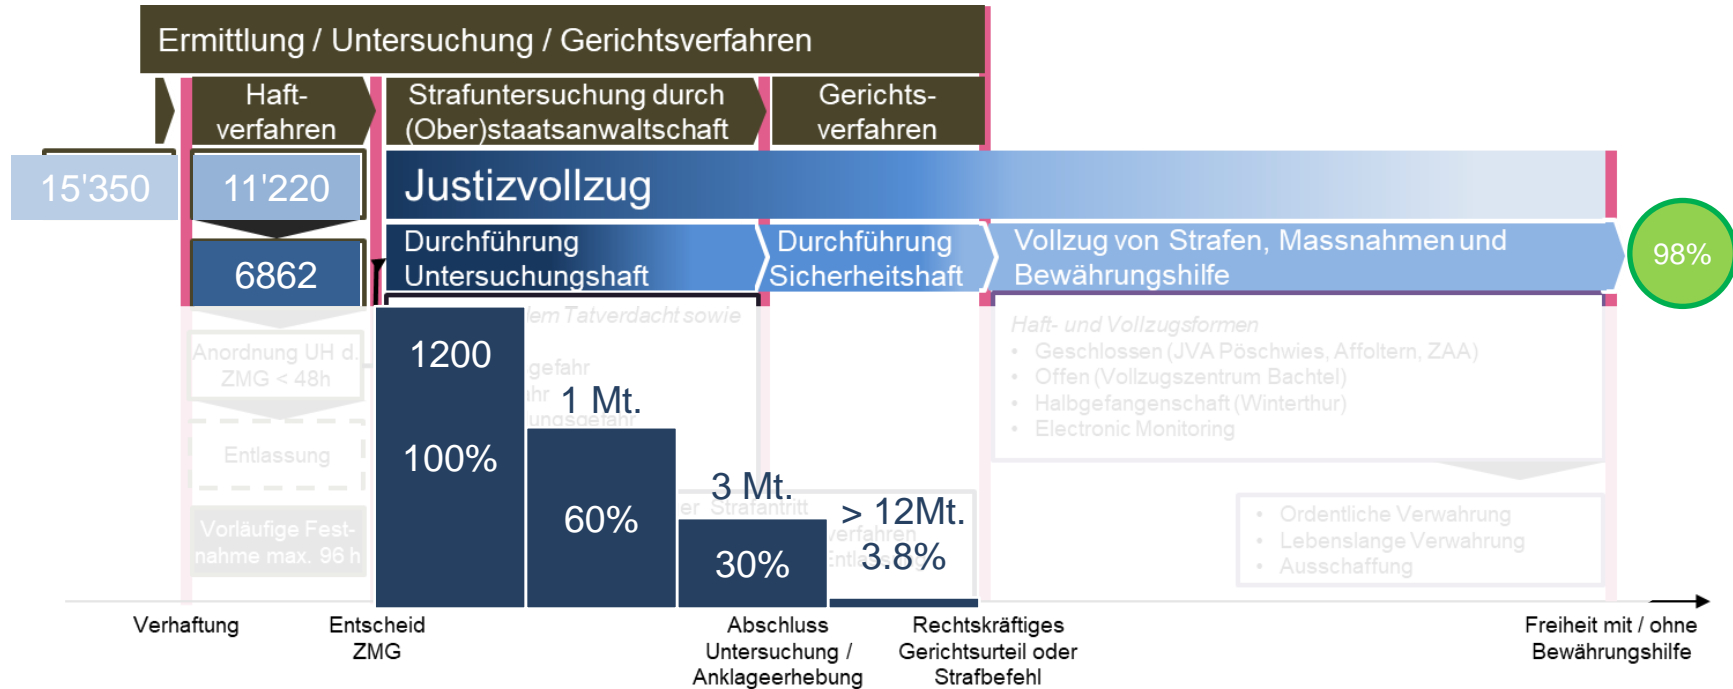 Ermittlung / Untersuchung / Gerichtsverfahren
Haft-
verfahren
Strafuntersuchung durch
(Ober)staatsanwaltschaft
Gerichts-
verfahren
15'350
11'220
Justizvollzug
6862
Durchführung
Untersuchungshaft
Durchführung
Sicherheitshaft
Vollzug von Strafen, Massnahmen und
Bewährungshilfe
98%
Anordnung UH d.
ZMG < 48h
Entlassung
Vorläufige Fest-
nahme max. 96 h
Tatverdacht sowie
1200
100%
1 Mt.
60%
3 Mt.
30%
> 12Mt.
3.8%
Strafantritt
verfahren
Haft- und Vollzugsformen
• Geschlossen (JVA Pöschwies, Affoltern, ZAA)
• Offen (Vollzugszentrum Bachtel)
• Halbgefangenschaft (Winterthur)
• Electronic Monitoring
• Ordentliche Verwahrung
• Lebenslange Verwahrung
• Ausschaffung
Verhaftung
Entscheid
ZMG
Abschluss
Untersuchung /
Anklageerhebung
Rechtskräftiges
Gerichtsurteil oder
Strafbefehl
Freiheit mit / ohne
Bewährungshilfe